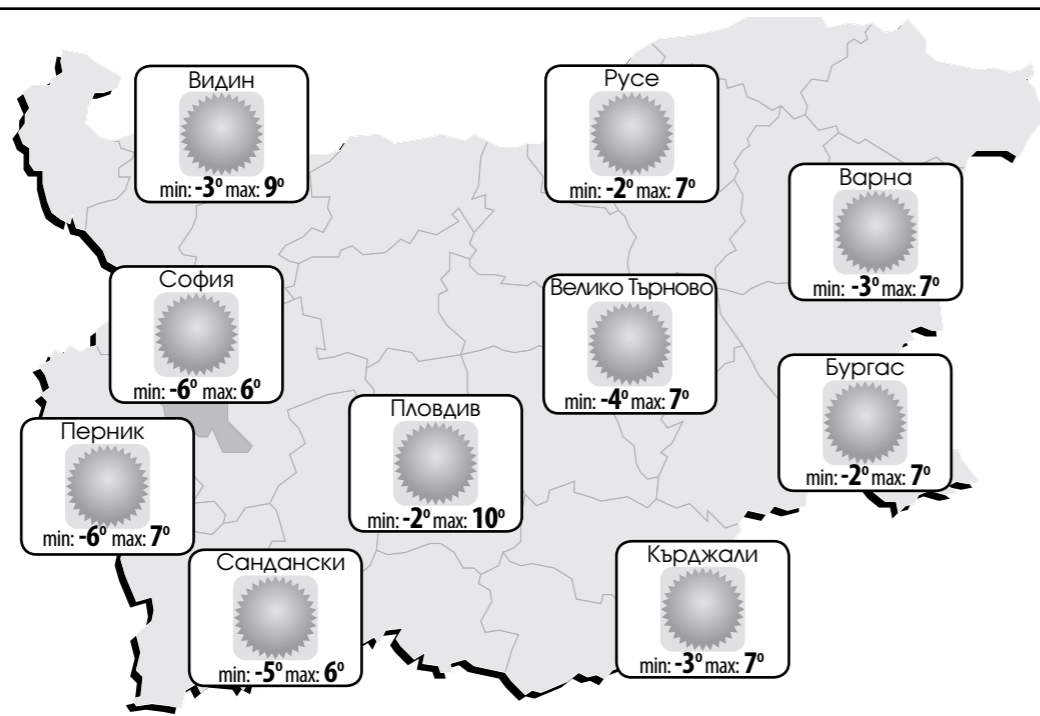 Видин
min: -3° max: 9°
Русе
min: -2° max: 7°
Варна
min: -3° max: 7°
София
min: -6° max: 6°
Велико Търново
min: -4° max: 7°
Бургас
min: -2° max: 7°
Пловдив
min: -2° max: 10°
Перник
min: -6° max: 7°
Сандански
min: -5° max: 6°
Кърджали
min: -3° max: 7°